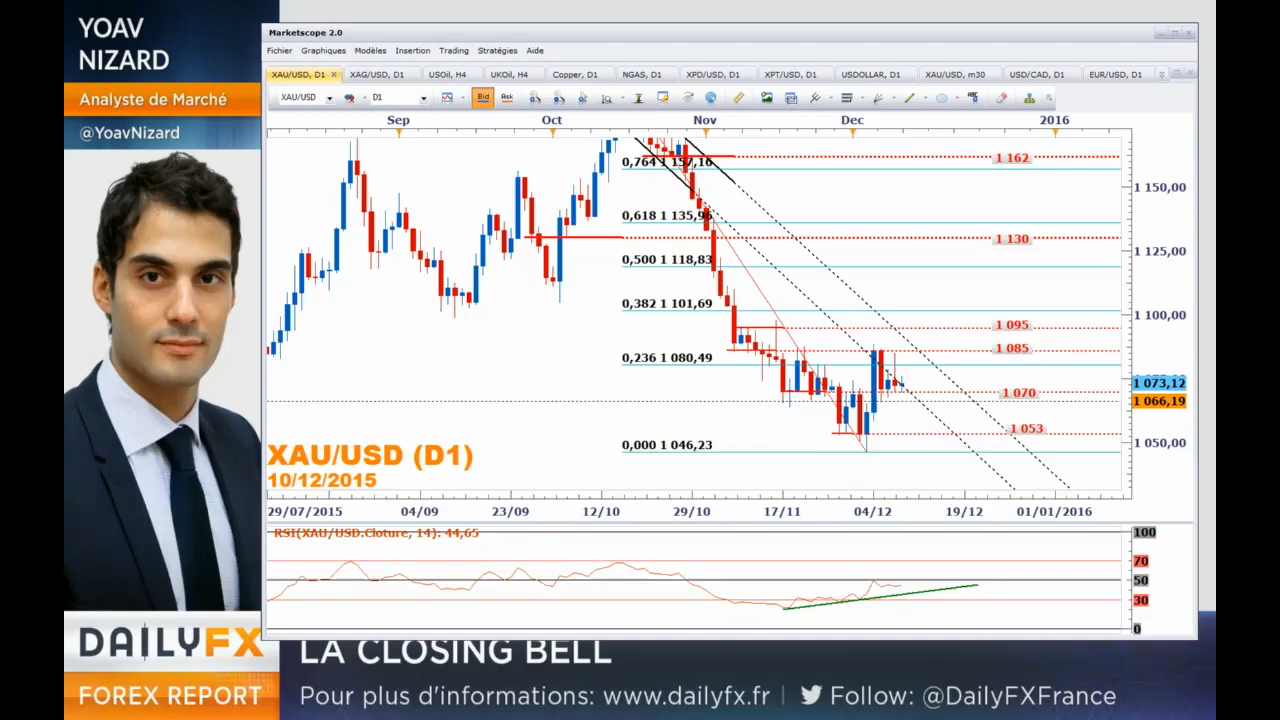 YOAV
NIZARD
Analyste de Marché
@YoavNizard
Marketscope 2.0
Fichier Graphiques Modèles Insertion Trading Stratégies Aide
XAU/USD, D1 XAG/USD, D1 USOil, H4 UKOil, H4 Copper, D1 NGAS, D1 XPD/USD, D1 XPT/USD, D1 USDOLLAR, D1 XAU/USD, m30 USD/CAD, D1 EUR/USD, D1
XAU/USD D1 Bid Ask
Sep Oct Nov Dec 2016
0,764 1 157,16
1 162
1 150,00
0,618 1 135,96
1 130
1 125,00
0,500 1 118,83
0,382 1 101,69
1 100,00
1 095
1 085
0,236 1 080,49
1 073,12
1 070
1 066,19
1 053
0,000 1 046,23
1 050,00
XAU/USD (D1)
10/12/2015
29/07/2015 04/09 23/09 12/10 29/10 17/11 04/12 19/12 01/01/2016
RSI(XAU/USD.Cloture, 14): 44,65
100
70
50
30
0
DAILYFX
FOREX REPORT
LA CLOSING BELL
Pour plus d'informations: www.dailyfx.fr | Follow: @DailyFXFrance